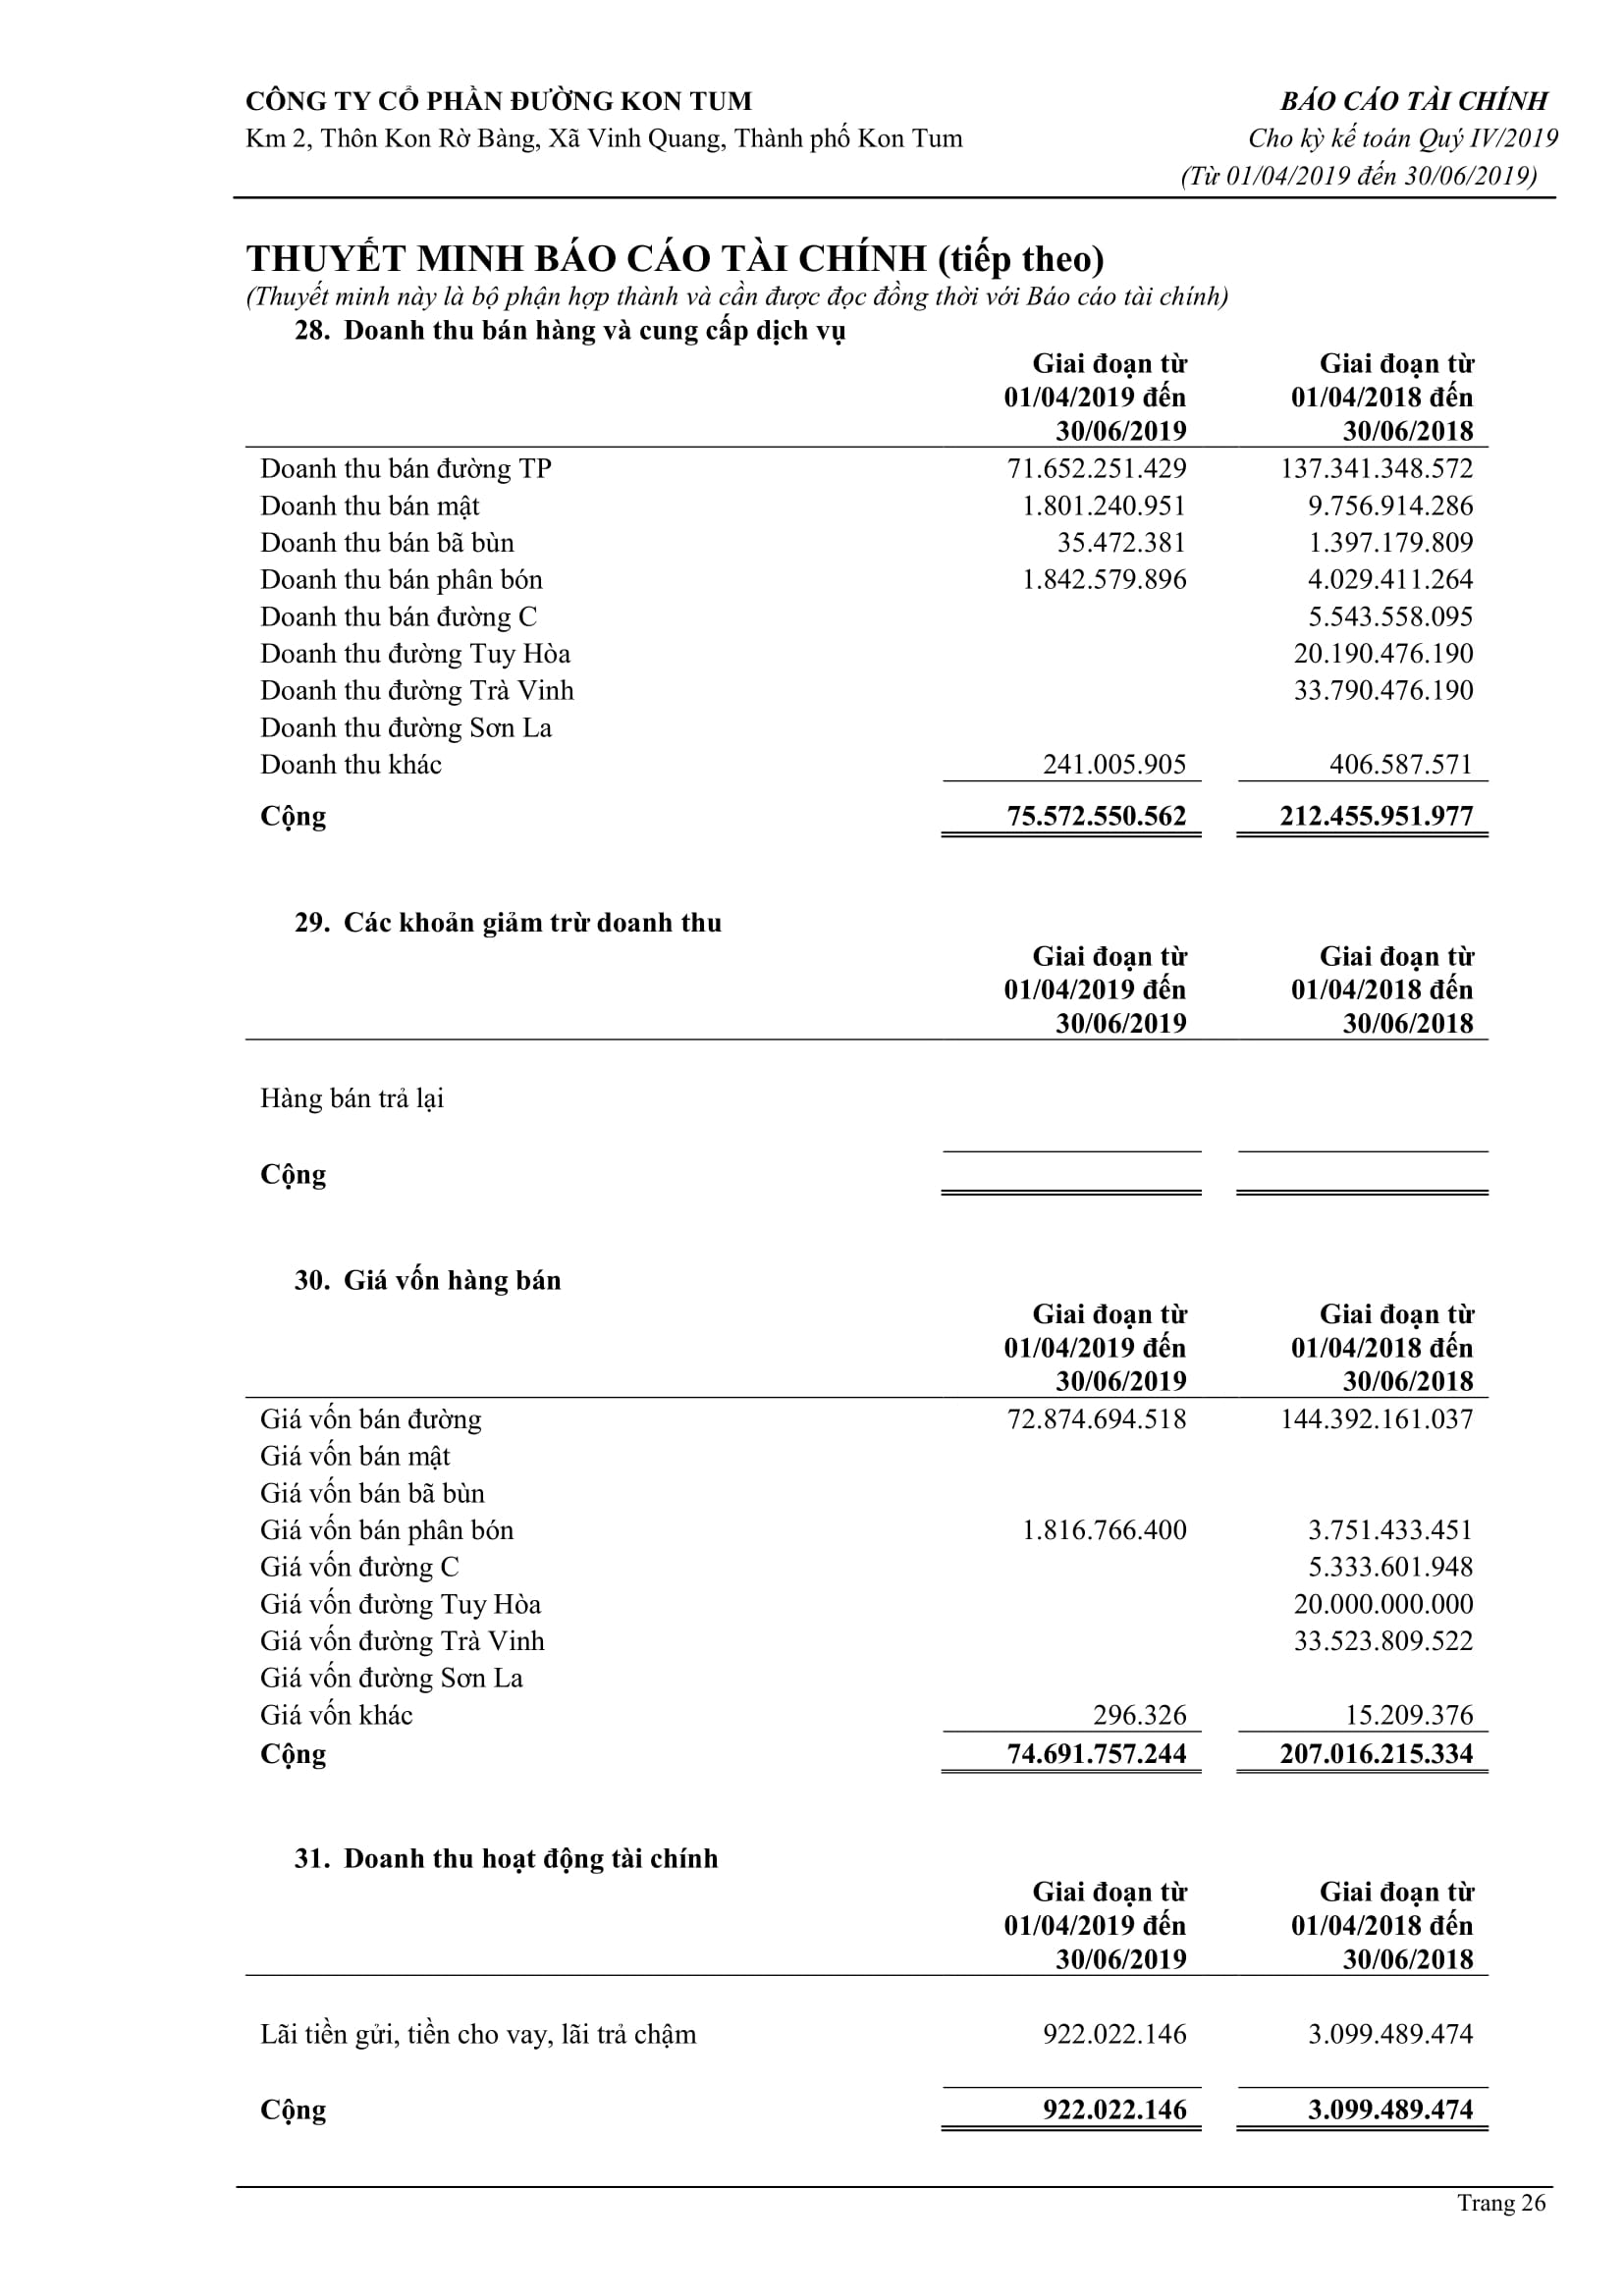 CÔNG TY CỔ PHẦN ĐƯỜNG KON TUM BÁO CÁO TÀI CHÍNH
Km 2, Thôn Kon Rờ Bàng, Xã Vinh Quang, Thành phố Kon Tum Cho kỳ kế toán Quý IV/2019
(Từ 01/04/2019 đến 30/06/2019)
THUYẾT MINH BÁO CÁO TÀI CHÍNH (tiếp theo)
(Thuyết minh này là bộ phận hợp thành và cần được đọc đồng thời với Báo cáo tài chính)
28. Doanh thu bán hàng và cung cấp dịch vụ
Giai đoạn từ Giai đoạn từ
01/04/2019 đến 01/04/2018 đến
30/06/2019 30/06/2018
Doanh thu bán đường TP 71.652.251.429 137.341.348.572
Doanh thu bán mật 1.801.240.951 9.756.914.286
Doanh thu bán bã bùn 35.472.381 1.397.179.809
Doanh thu bán phân bón 1.842.579.896 4.029.411.264
Doanh thu bán đường C 5.543.558.095
Doanh thu đường Tuy Hòa 20.190.476.190
Doanh thu đường Trà Vinh 33.790.476.190
Doanh thu đường Sơn La
Doanh thu khác 241.005.905 406.587.571
Cộng 75.572.550.562 212.455.951.977
29. Các khoản giảm trừ doanh thu
Giai đoạn từ Giai đoạn từ
01/04/2019 đến 01/04/2018 đến
30/06/2019 30/06/2018
Hàng bán trả lại
Cộng
30. Giá vốn hàng bán
Giai đoạn từ Giai đoạn từ
01/04/2019 đến 01/04/2018 đến
30/06/2019 30/06/2018
Giá vốn bán đường 72.874.694.518 144.392.161.037
Giá vốn bán mật
Giá vốn bán bã bùn
Giá vốn bán phân bón 1.816.766.400 3.751.433.451
Giá vốn đường C 5.333.601.948
Giá vốn đường Tuy Hòa 20.000.000.000
Giá vốn đường Trà Vinh 33.523.809.522
Giá vốn đường Sơn La
Giá vốn khác 296.326 15.209.376
Cộng 74.691.757.244 207.016.215.334
31. Doanh thu hoạt động tài chính
Giai đoạn từ Giai đoạn từ
01/04/2019 đến 01/04/2018 đến
30/06/2019 30/06/2018
Lãi tiền gửi, tiền cho vay, lãi trả chậm 922.022.146 3.099.489.474
Cộng 922.022.146 3.099.489.474
Trang 26